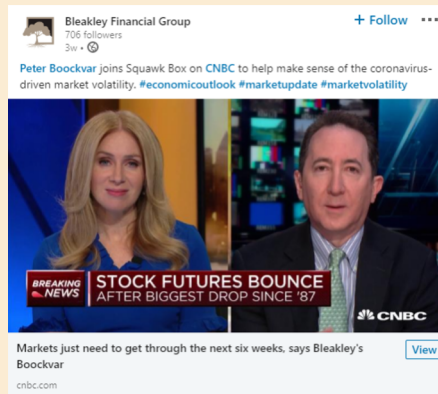 Bleakley Financial Group
+ Follow
706 followers
3w •
Peter Boockvar joins Squawk Box on CNBC to help make sense of the coronavirus-
driven market volatility. #economicoutlook #marketupdate #marketvolatility
BREAKING
NEWS
STOCK FUTURES BOUNCE
AFTER BIGGEST DROP SINCE '87
CNBC
Markets just need to get through the next six weeks, says Bleakley's
Boockvar
View
cnbc.com